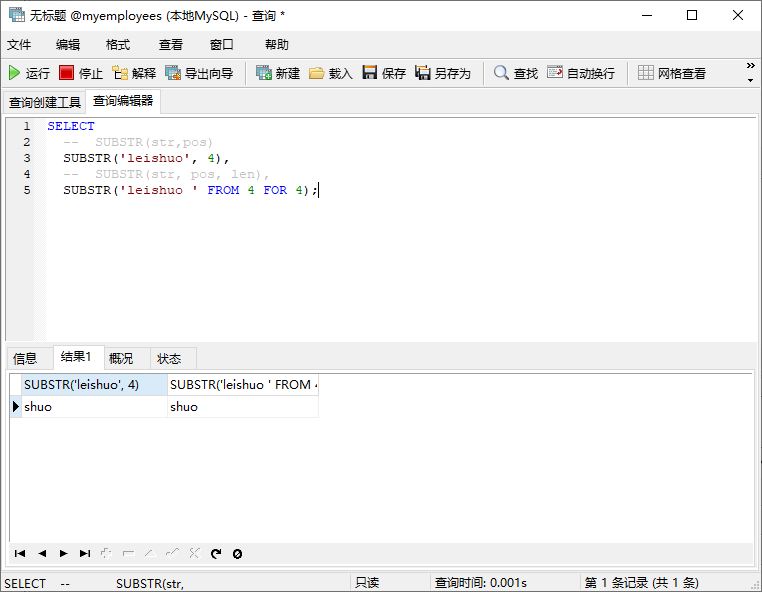 无标题 @myemployees (本地MySQL) - 查询 *
文件 编辑 格式 查看 窗口 帮助
运行 停止 解释 导出向导 新建 载入 保存 另存为 查找 自动换行 网格查看 »
查询创建工具 查询编辑器
1 SELECT
2 -- SUBSTR(str,pos)
3 SUBSTR('leishuo', 4),
4 -- SUBSTR(str, pos, len),
5 SUBSTR('leishuo ' FROM 4 FOR 4);
信息 结果1 概况 状态
SUBSTR('leishuo', 4) SUBSTR('leishuo ' FROM 4
shuo shuo
SELECT -- SUBSTR(str, 只读 查询时间: 0.001s 第 1 条记录 (共 1 条)